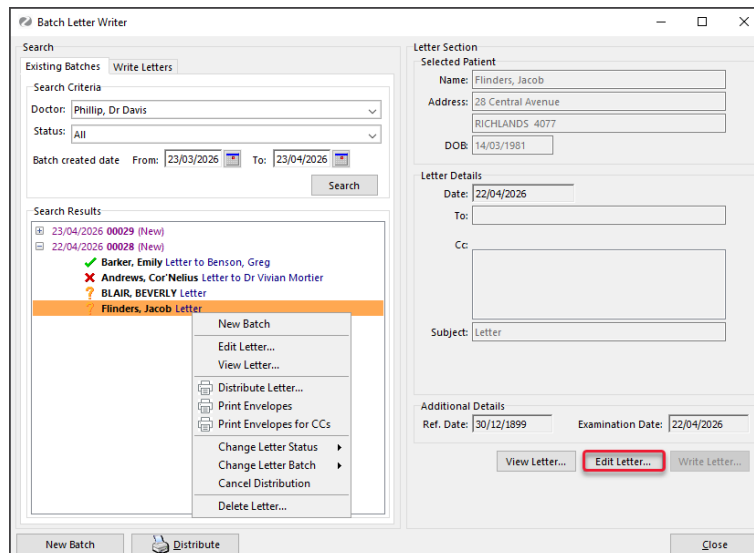 Batch Letter Writer
Search
Existing Batches
Write Letters
Search Criteria
Doctor: Phillip, Dr Davis
Status: All
Batch created date From: 23/03/2026 To: 23/04/2026
Search
Search Results
23/04/2026 00029 (New)
22/04/2026 00028 (New)
Barker, Emily Letter to Benson, Greg
Andrews, Cor'Nelius Letter to Dr Vivian Mortier
BLAIR, BEVERLY Letter
Flinders, Jacob Letter
New Batch
Edit Letter...
View Letter...
Distribute Letter...
Print Envelopes
Print Envelopes for CCs
Change Letter Status
Change Letter Batch
Cancel Distribution
Delete Letter...
New Batch
Distribute
Letter Section
Selected Patient
Name: Flinders, Jacob
Address: 28 Central Avenue
RICHLANDS 4077
DOB: 14/03/1981
Letter Details
Date: 22/04/2026
To:
Cc:
Subject: Letter
Additional Details
Ref. Date: 30/12/1899 Examination Date: 22/04/2026
View Letter... Edit Letter... Write Letter...
Close